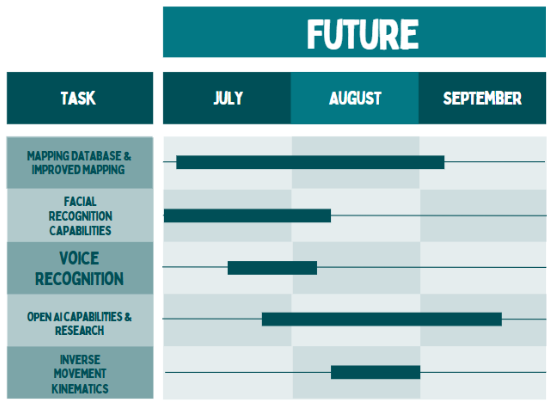 FUTURE
TASK
JULY
AUGUST
SEPTEMBER
MAPPING DATABASE &
IMPROVED MAPPING
FACIAL
RECOGNITION
CAPABILITIES
VOICE
RECOGNITION
OPEN AI CAPABILITIES &
RESEARCH
INVERSE
MOVEMENT
KINEMATICS